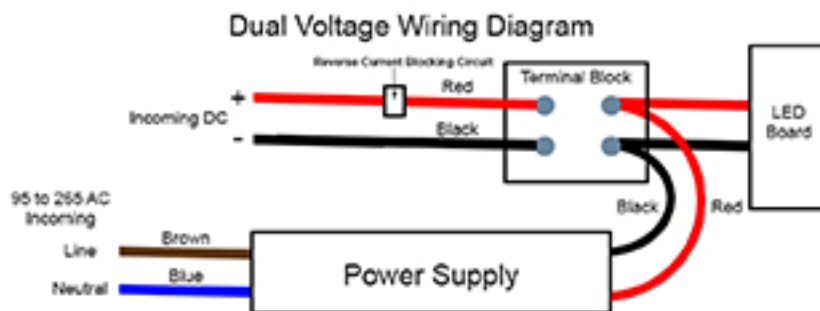 Dual Voltage Wiring Diagram
Reverse Current Blocking Circuit
Terminal Block
Red
+
Incoming DC
Black
-
LED
Board
95 to 265 AC
Incoming
Black
Red
Line
Brown
Power Supply
Neutral
Blue